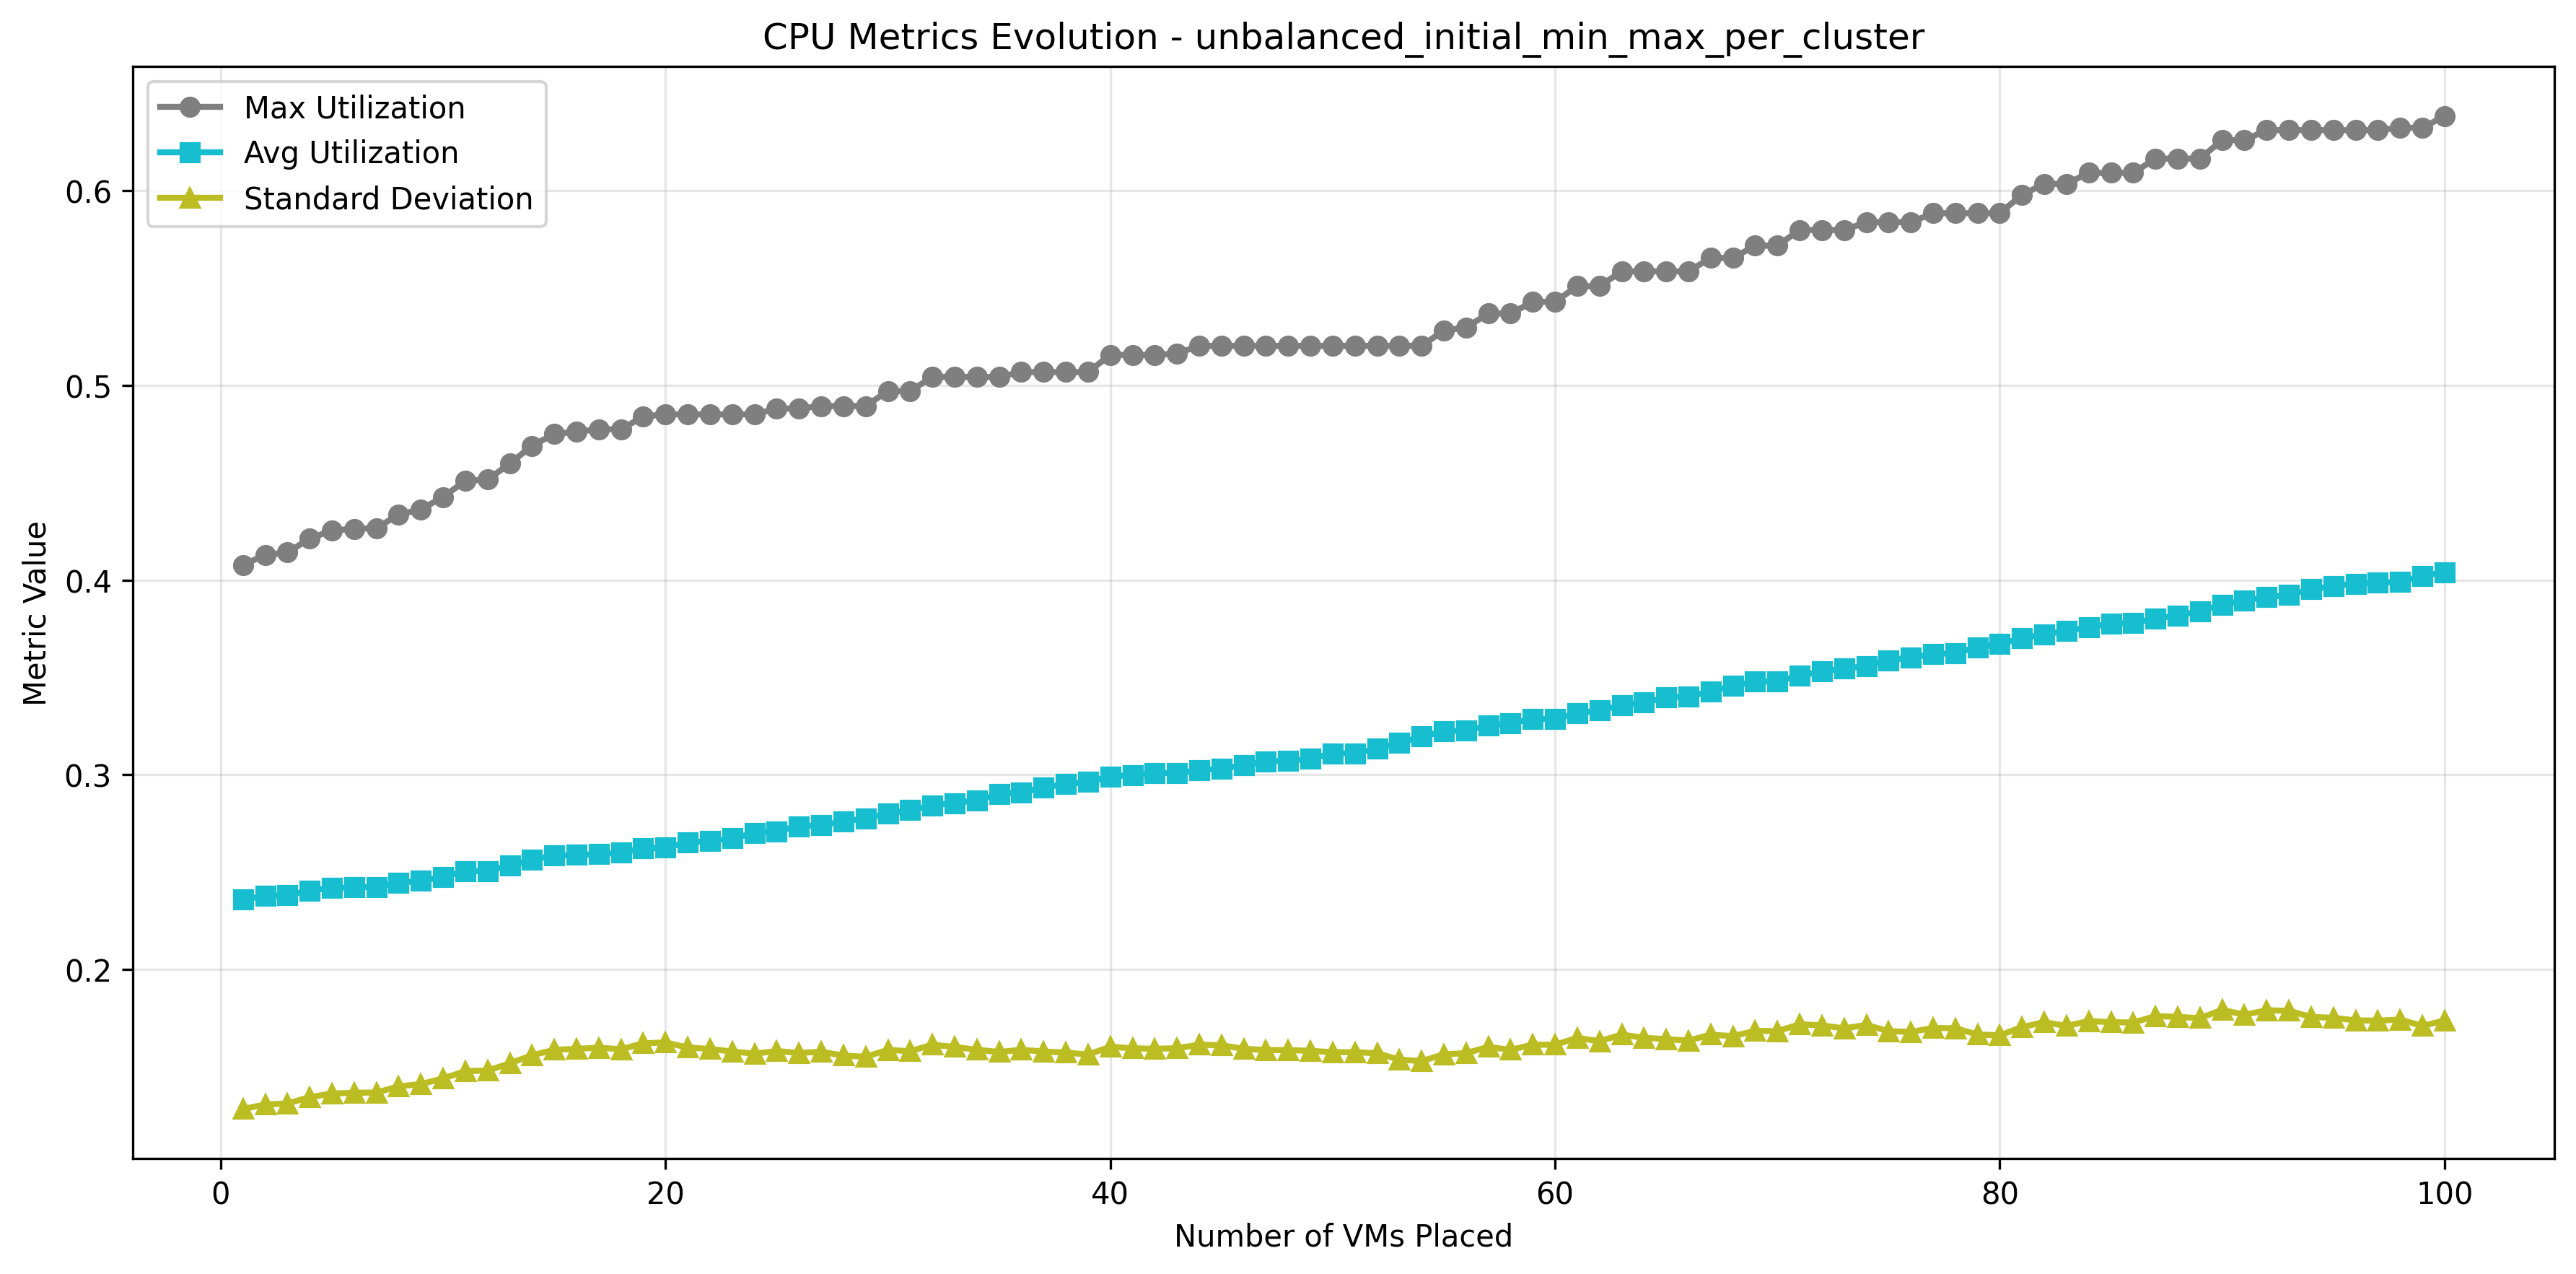 CPU Metrics Evolution - unbalanced_initial_min_max_per_cluster
Max Utilization
Avg Utilization
Standard Deviation
Metric Value
0.6
0.5
0.4
0.3
0.2
0 20 40 60 80 100
Number of VMs Placed